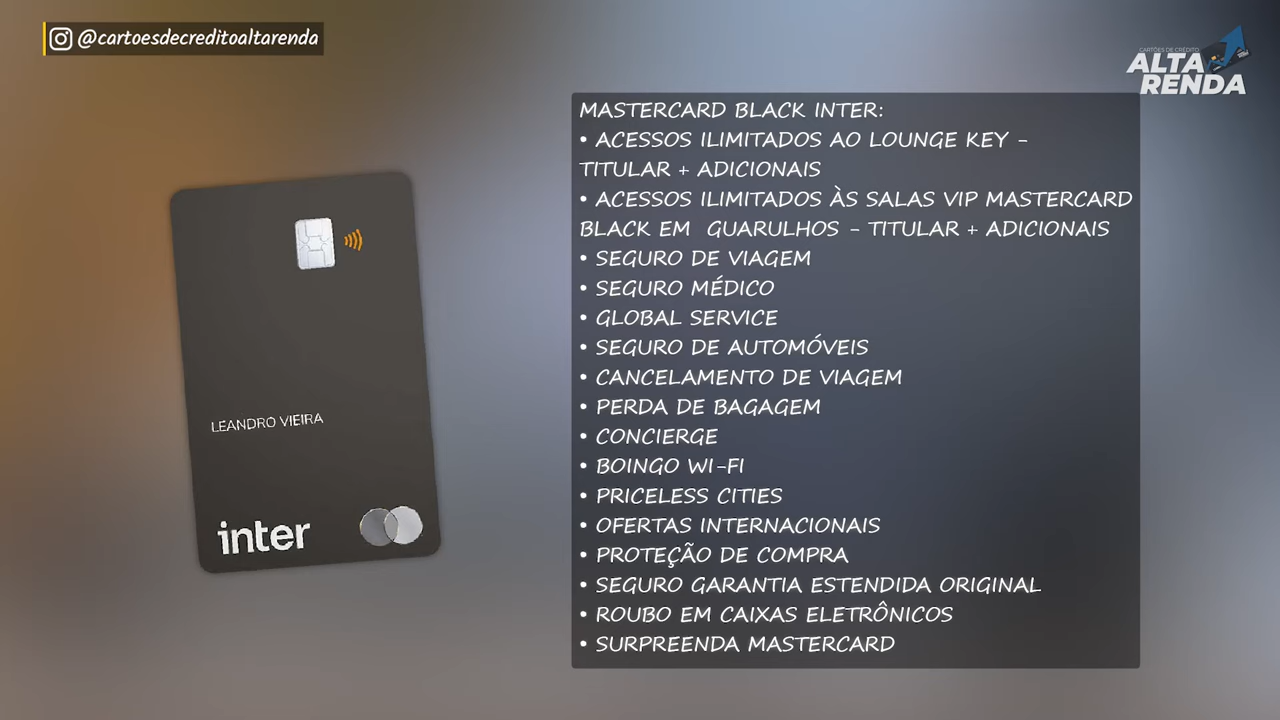 @cartoesdecreditoaltarenda
CARTÕES DE CRÉDITO
ALTA
RENDA
MASTERCARD BLACK INTER:
• ACESSOS ILIMITADOS AO LOUNGE KEY -
TITULAR + ADICIONAIS
• ACESSOS ILIMITADOS ÀS SALAS VIP MASTERCARD
BLACK EM GUARULHOS - TITULAR + ADICIONAIS
• SEGURO DE VIAGEM
• SEGURO MÉDICO
• GLOBAL SERVICE
• SEGURO DE AUTOMÓVEIS
• CANCELAMENTO DE VIAGEM
• PERDA DE BAGAGEM
• CONCIERGE
• BOINGO WI-FI
• PRICELESS CITIES
• OFERTAS INTERNACIONAIS
• PROTEÇÃO DE COMPRA
• SEGURO GARANTIA ESTENDIDA ORIGINAL
• ROUBO EM CAIXAS ELETRÔNICOS
• SURPREENDA MASTERCARD
LEANDRO VIEIRA
inter